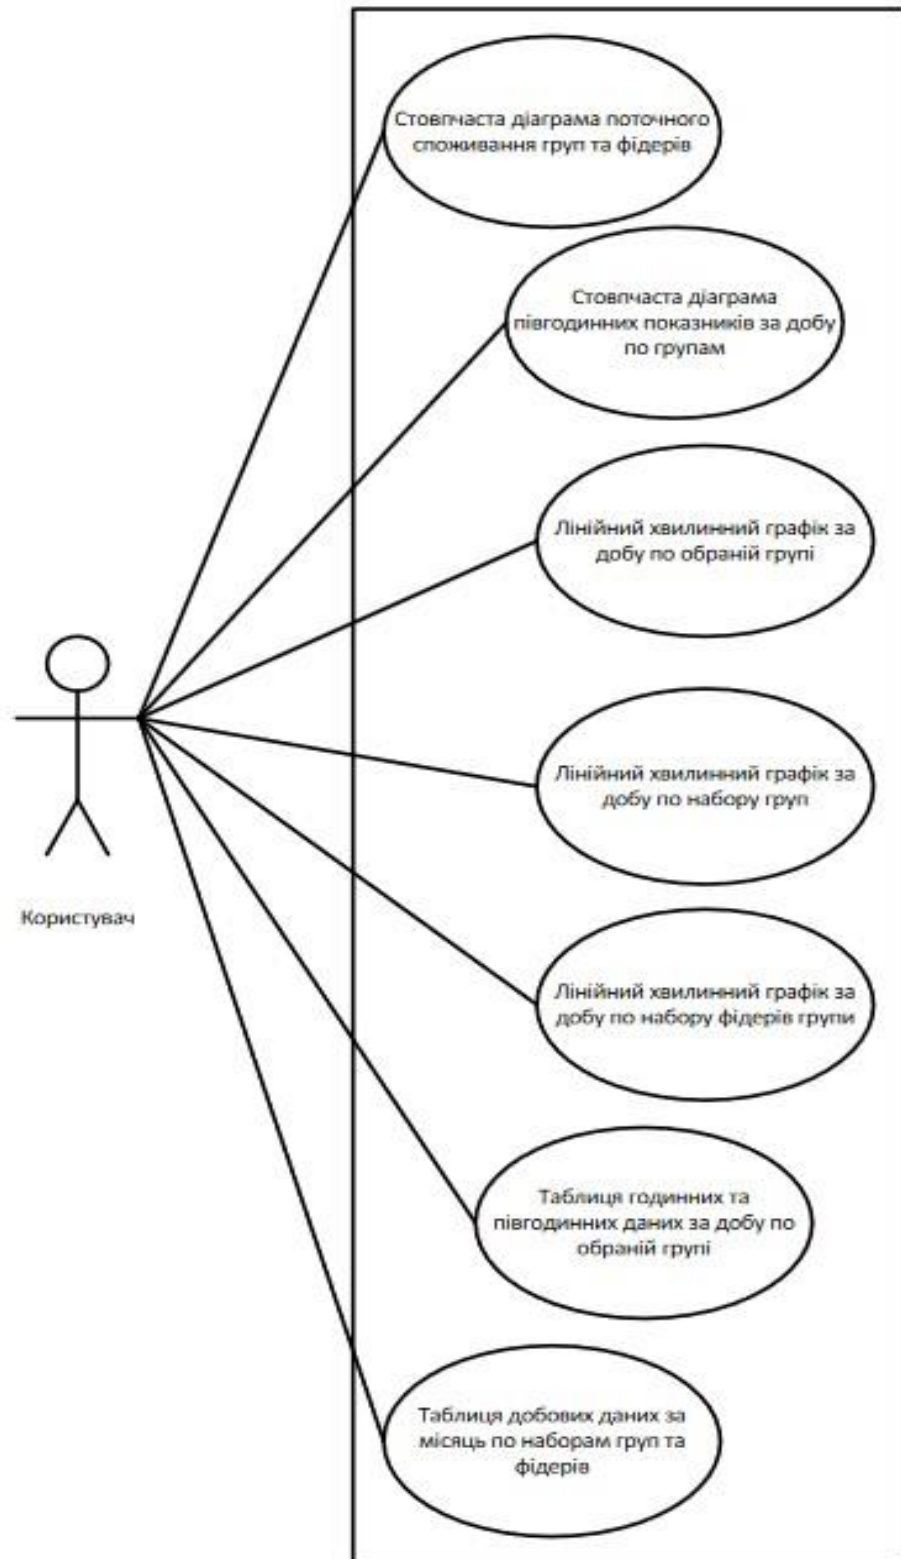 Стовпчаста діаграма поточного
споживання груп та фідерів
Стовпчаста діаграма
півгодинних показників за добу
по групам
Лінійний хвилинний графік за
добу по обраній групі
Лінійний хвилинний графік за
добу по набору груп
Користувач
Лінійний хвилинний графік за
добу по набору фідерів групи
Таблиця годинних та
півгодинних даних за добу по
обраній групі
Таблиця добових даних за
місяць по наборам груп та
фідерів